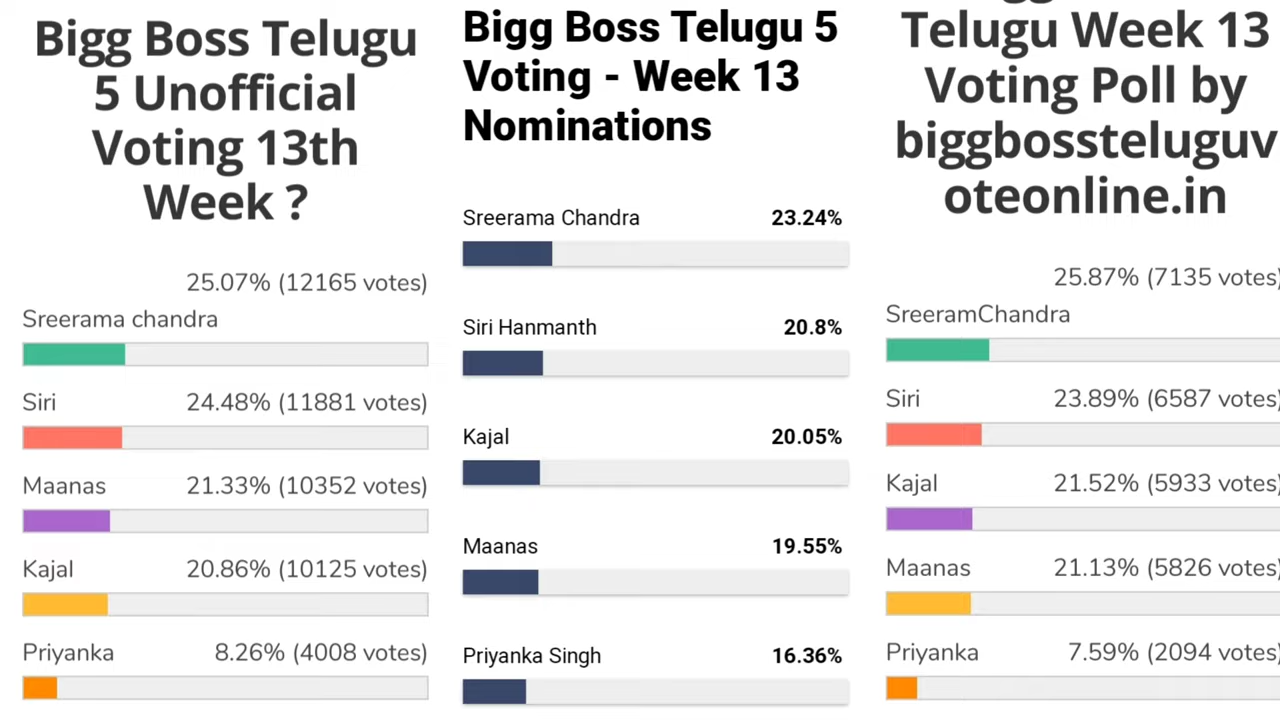 Bigg Boss Telugu
5 Unofficial
Voting 13th
Week ?
25.07% (12165 votes)
Sreerama chandra
Siri 24.48% (11881 votes)
Maanas 21.33% (10352 votes)
Kajal 20.86% (10125 votes)
Priyanka 8.26% (4008 votes)
Bigg Boss Telugu 5
Voting - Week 13
Nominations
Sreerama Chandra 23.24%
Siri Hanmanth 20.8%
Kajal 20.05%
Maanas 19.55%
Priyanka Singh 16.36%
Telugu Week 13
Voting Poll by
biggbossteluguv
oteonline.in
25.87% (7135 votes)
SreeramChandra
Siri 23.89% (6587 votes)
Kajal 21.52% (5933 votes)
Maanas 21.13% (5826 votes)
Priyanka 7.59% (2094 votes)